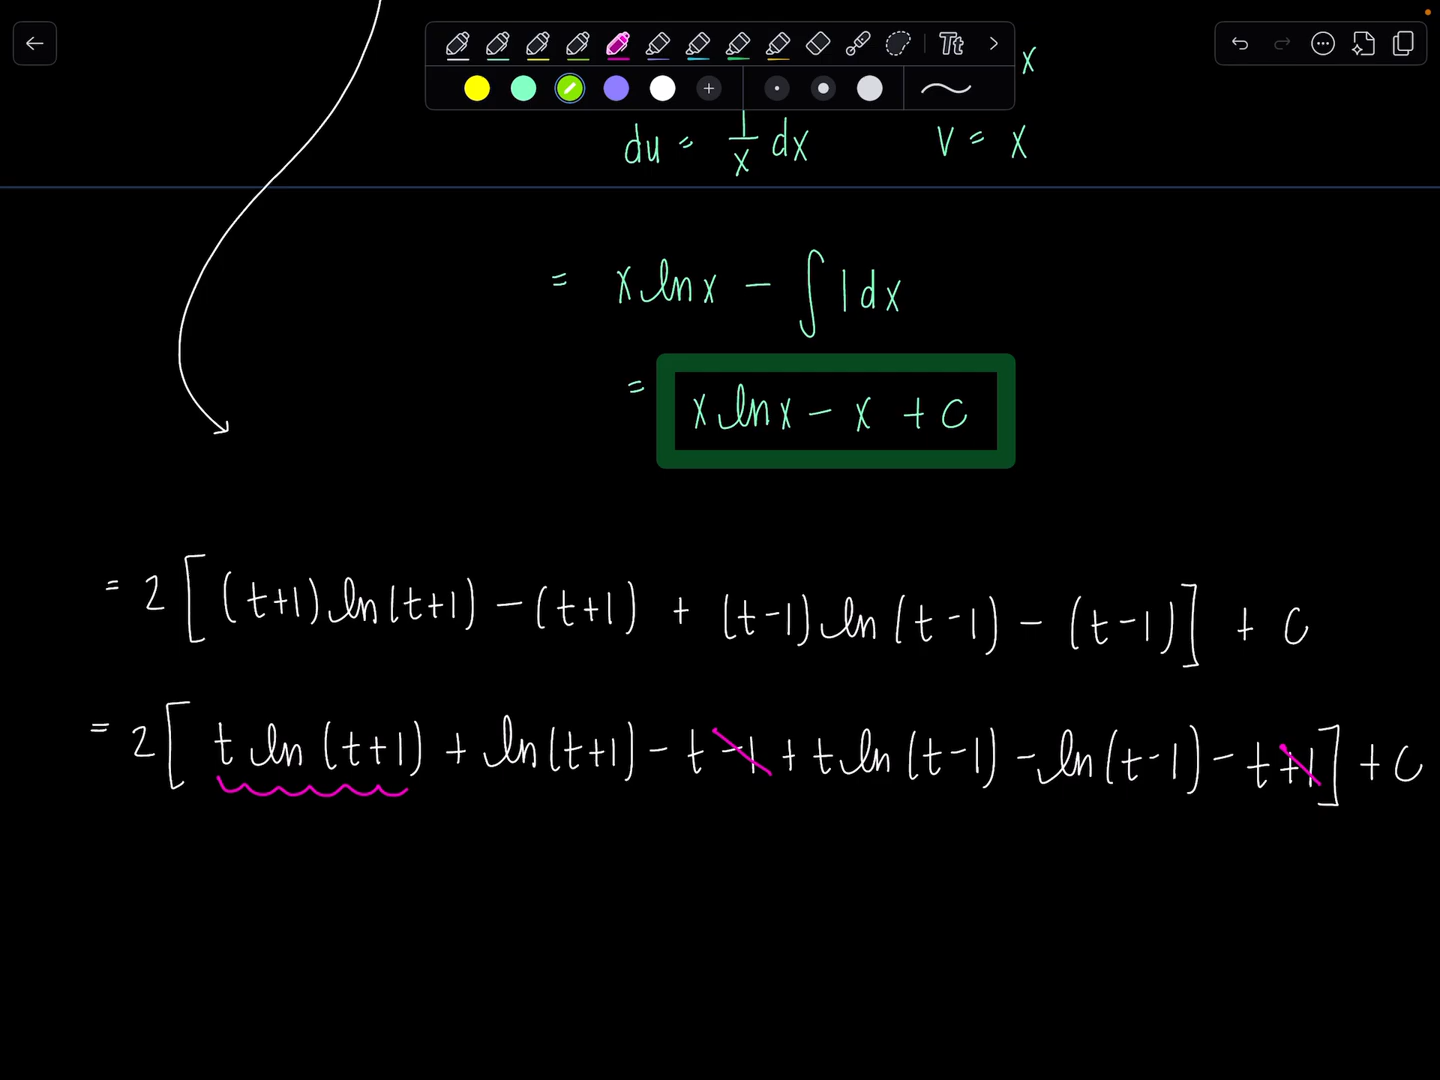 Tt
x
du = 1/x dx v = x
= x ln x - ∫ 1 dx
= x ln x - x + c
= 2 [ (t+1) ln(t+1) - (t+1) + (t-1) ln (t-1) - (t-1) ] + c
= 2 [ t ln (t+1) + ln(t+1) - t -1 + t ln (t-1) - ln(t-1) - t +1 ] + c